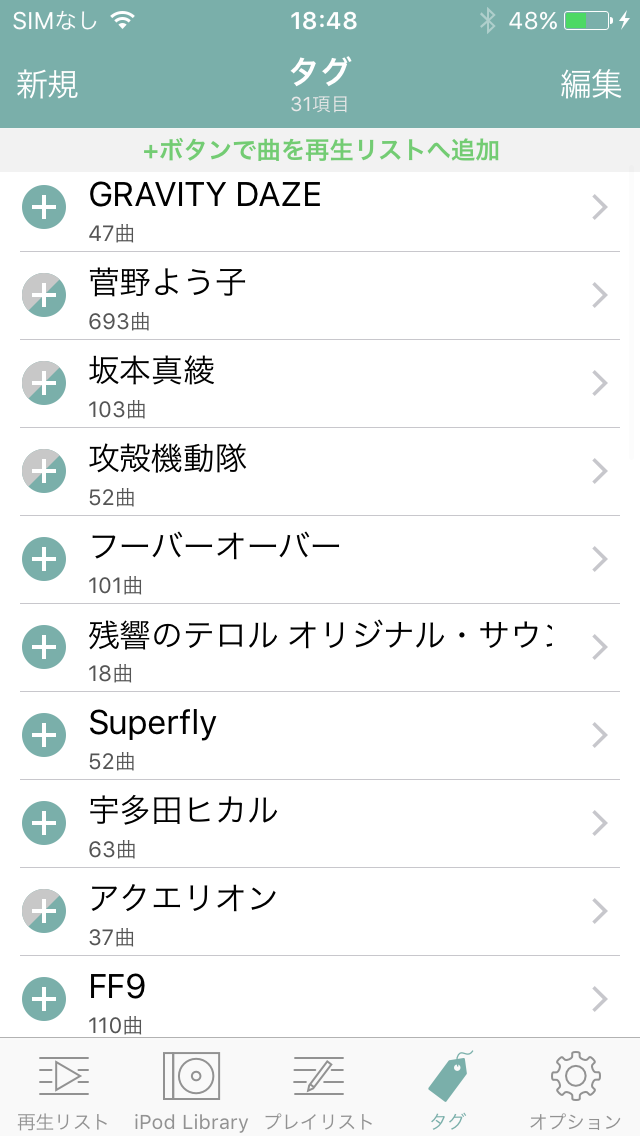 SIMなし 18:48 48%
新規 タグ 編集
31項目
+ボタンで曲を再生リストへ追加
GRAVITY DAZE
47曲
菅野よう子
693曲
坂本真綾
103曲
攻殻機動隊
52曲
フーバーオーバー
101曲
残響のテロル オリジナル・サウン
18曲
Superfly
52曲
宇多田ヒカル
63曲
アクエリオン
37曲
FF9
110曲
再生リスト iPod Library プレイリスト タグ オプション